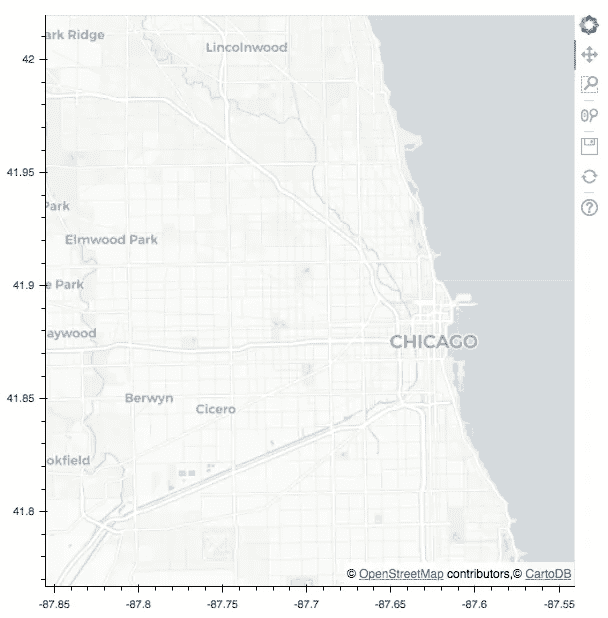 ark Ridge
Lincolnwood
42
41.95
Park
Elmwood Park
41.9
e Park
aywood
CHICAGO
41.85
Berwyn
Cicero
okfield
41.8
© OpenStreetMap contributors,© CartoDB
-87.85 -87.8 -87.75 -87.7 -87.65 -87.6 -87.55